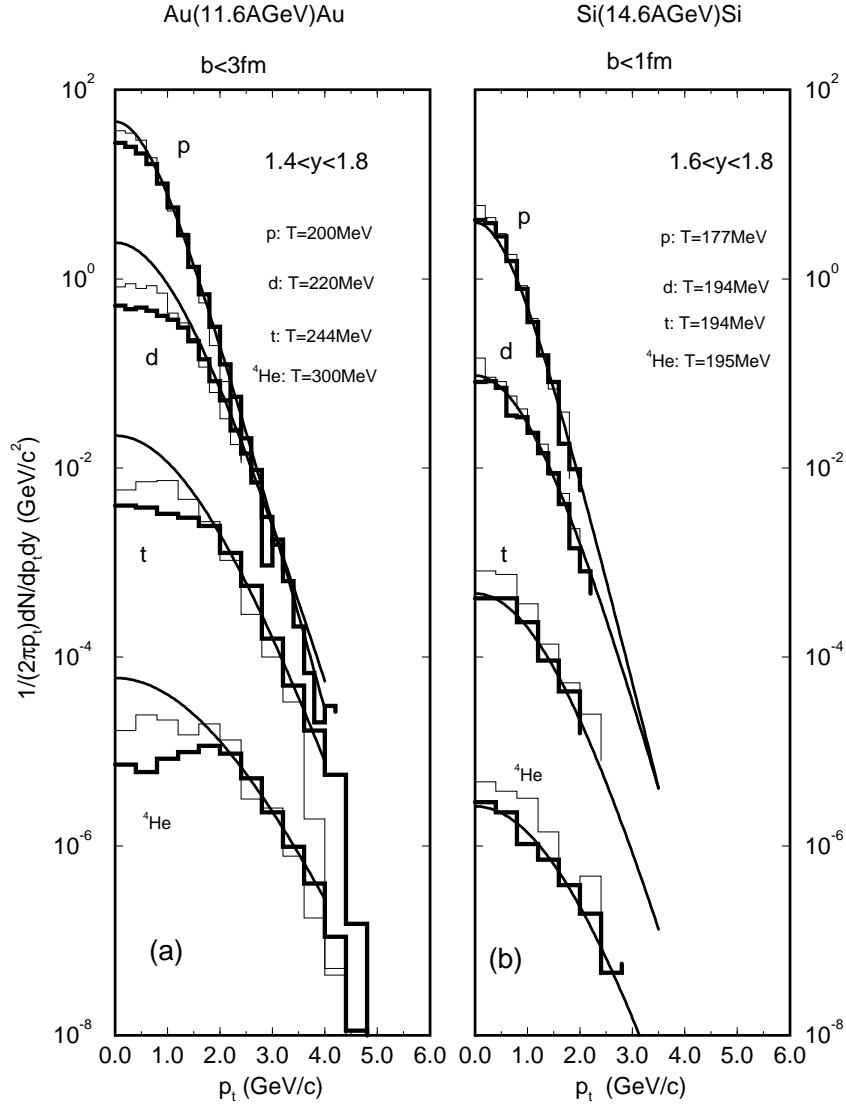 Au(11.6AGeV)Au
Si(14.6AGeV)Si
b<3fm
b<1fm
10^2
10^0
10^-2
10^-4
10^-6
10^-8
1/(2πp_t)dN/dp_tdy (GeV/c^2)
p
1.4<y<1.8
p: T=200MeV
d: T=220MeV
t: T=244MeV
^4He: T=300MeV
d
t
^4He
(a)
0.0 1.0 2.0 3.0 4.0 5.0 6.0
p_t (GeV/c)
p
1.6<y<1.8
p: T=177MeV
d: T=194MeV
t: T=194MeV
^4He: T=195MeV
d
t
^4He
(b)
0.0 1.0 2.0 3.0 4.0 5.0 6.0
p_t (GeV/c)
10^2
10^0
10^-2
10^-4
10^-6
10^-8